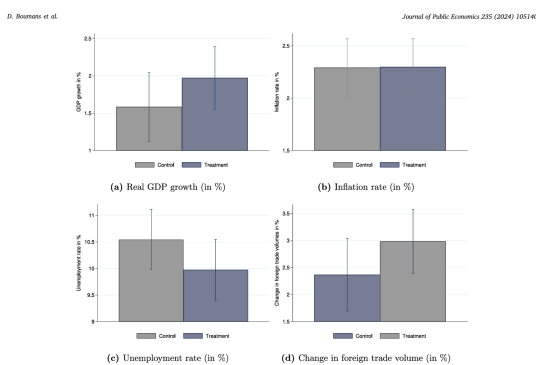 D. Boumans et al.
Journal of Public Economics 235 (2024) 105140
GDP growth in %
2.5
2
1.5
1
Control Treatment
(a) Real GDP growth (in %)
Inflation rate in %
2.5
2
1.5
Control Treatment
(b) Inflation rate (in %)
Unemployment rate in %
11
10.5
10
9.5
9
Control Treatment
(c) Unemployment rate (in %)
Change in foreign trade volumes in %
3.5
3
2.5
2
1.5
Control Treatment
(d) Change in foreign trade volume (in %)